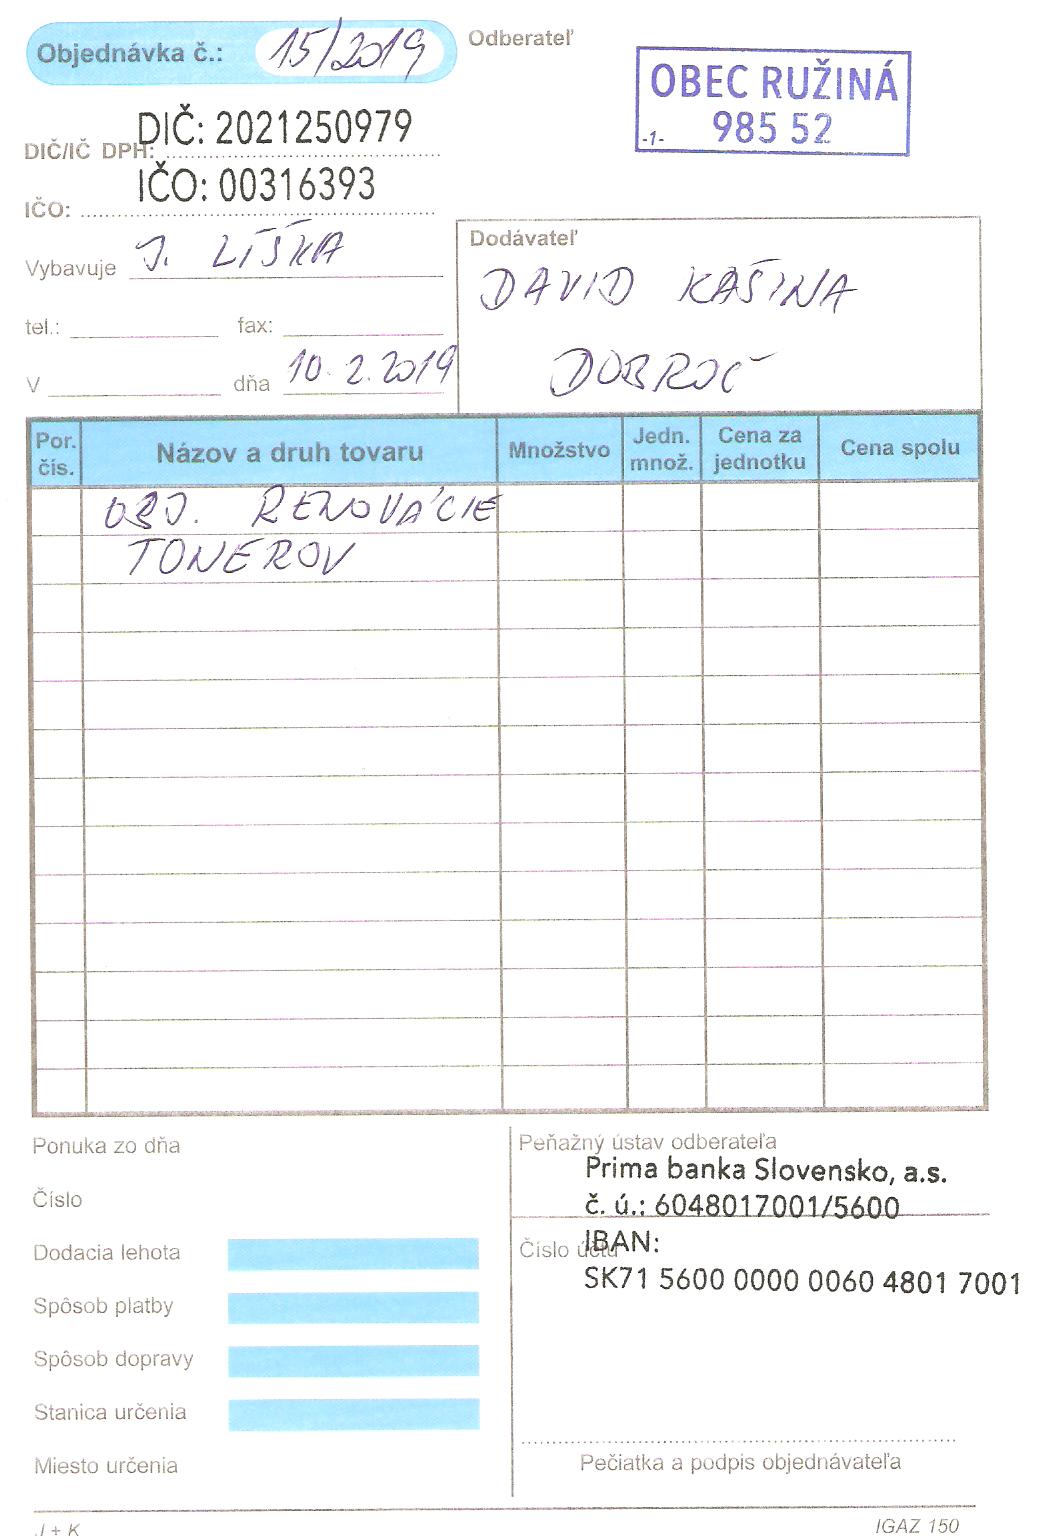 Objednávka č.: 15/2019
Odberateľ
OBEC RUŽINÁ
985 52
-1-
DIČ: 2021250979
DIČ/IČ DPH:
IČO: 00316393
IČO:
Vybavuje J. LÍŠKA
tel.: fax:
V dňa 10.2.2019
Dodávateľ
DAVID KAŠINA
DOBROČ
Por. čís. Názov a druh tovaru Množstvo Jedn. množ. Cena za jednotku Cena spolu
OBJ. RENOVÁCIE
TONEROV
Ponuka zo dňa
Číslo
Dodacia lehota
Spôsob platby
Spôsob dopravy
Stanica určenia
Miesto určenia
Peňažný ústav odberateľa
Prima banka Slovensko, a.s.
č. ú.: 6048017001/5600
Číslo účtu
IBAN:
SK71 5600 0000 0060 4801 7001
Pečiatka a podpis objednávateľa
J + K
IGAZ 150